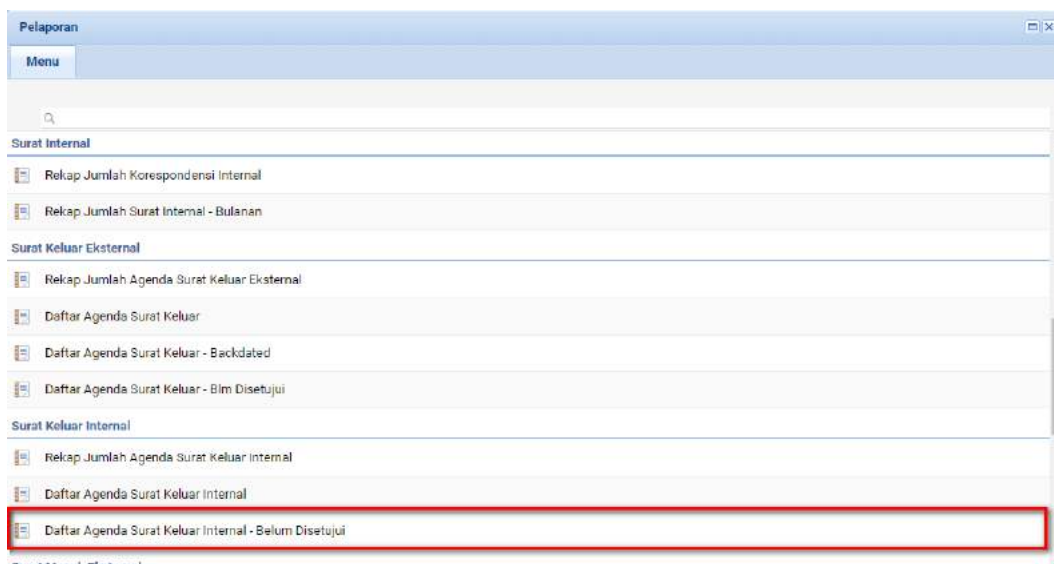 Pelaporan
Menu
Surat Internal
Rekap Jumlah Korespondensi Internal
Rekap Jumlah Surat Internal - Bulanan
Surat Keluar Eksternal
Rekap Jumlah Agenda Surat Keluar Eksternal
Daftar Agenda Surat Keluar
Daftar Agenda Surat Keluar - Backdated
Daftar Agenda Surat Keluar - Blm Disetujui
Surat Keluar Internal
Rekap Jumlah Agenda Surat Keluar Internal
Daftar Agenda Surat Keluar Internal
Daftar Agenda Surat Keluar Internal - Belum Disetujui